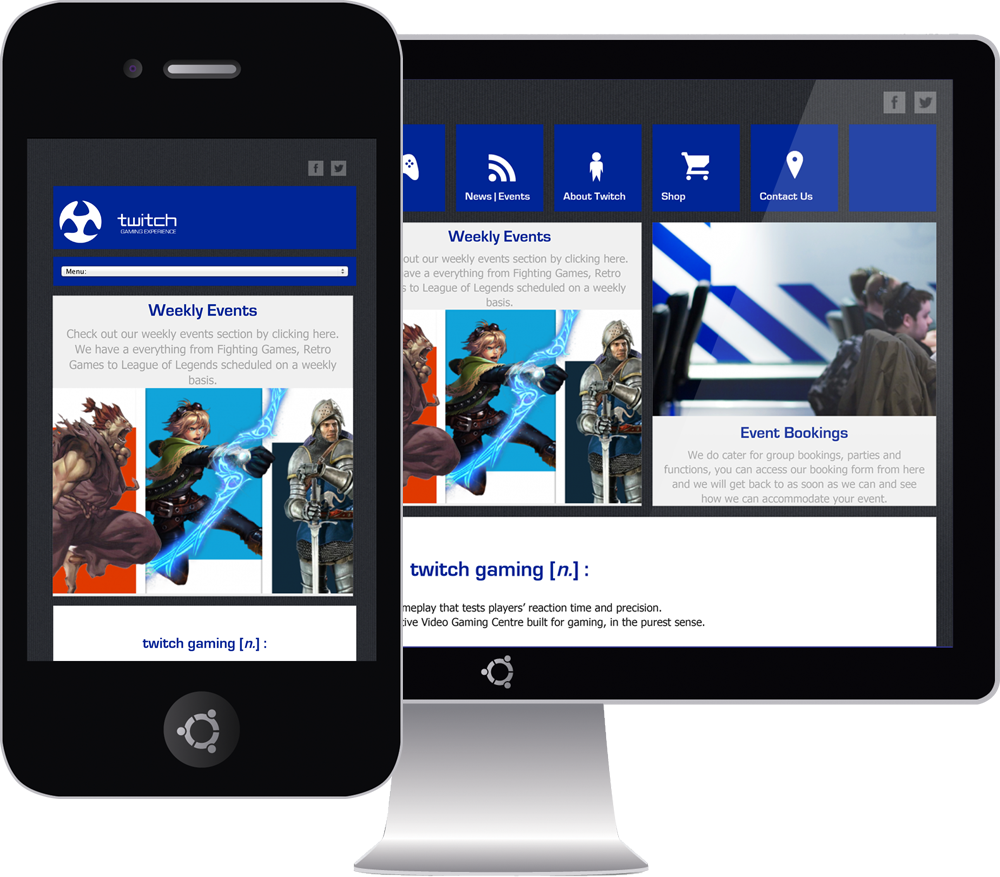 twitch
GAMING EXPERIENCE
Menu:
Weekly Events
Check out our weekly events section by clicking here.
We have a everything from Fighting Games, Retro
Games to League of Legends scheduled on a weekly
basis.
twitch gaming [n.] :
News | Events
About Twitch
Shop
Contact Us
Weekly Events
out our weekly events section by clicking here.
ave a everything from Fighting Games, Retro
s to League of Legends scheduled on a weekly
basis.
Event Bookings
We do cater for group bookings, parties and
functions, you can access our booking form from here
and we will get back to as soon as we can and see
how we can accommodate your event.
twitch gaming [n.] :
meplay that tests players’ reaction time and precision.
tive Video Gaming Centre built for gaming, in the purest sense.